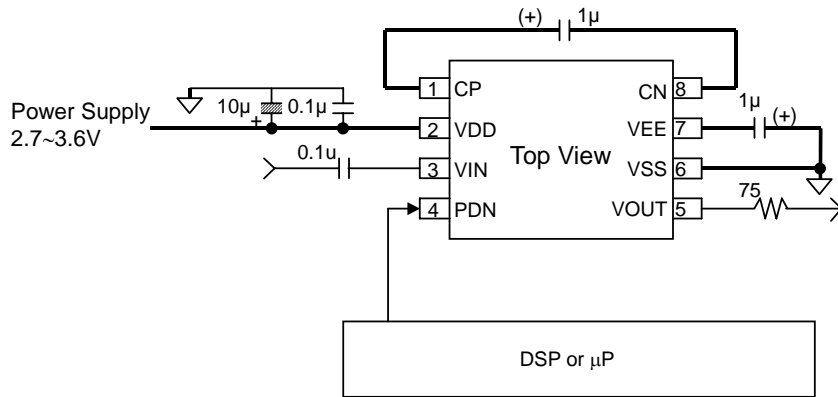 (+) 1µ
1 CP CN 8
10µ 0.1µ 1µ
+ (+)
Power Supply
2.7~3.6V
2 VDD VEE 7
Top View
0.1u
3 VIN VSS 6
75
4 PDN VOUT 5
DSP or µP